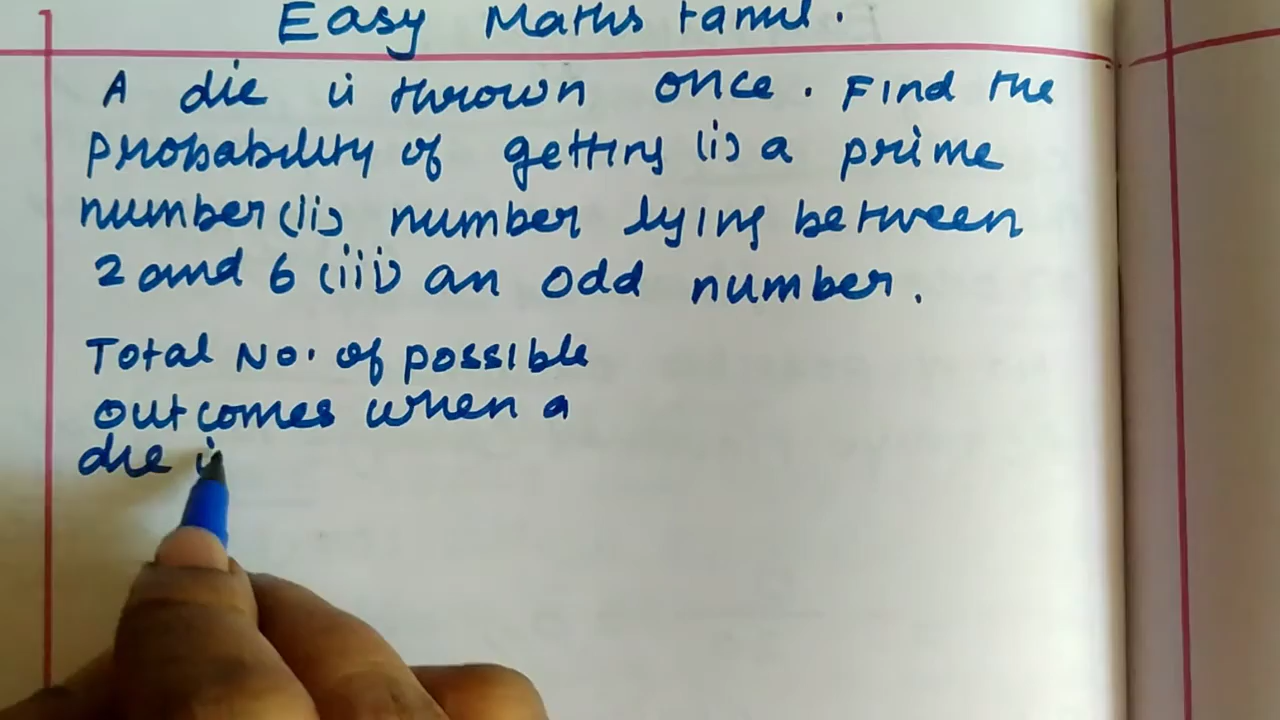 Easy Maths tamil.
A die is thrown once. Find the
probability of getting (i) a prime
number (ii) number lying between
2 and 6 (iii) an odd number.
Total No. of possible
outcomes when a
die i